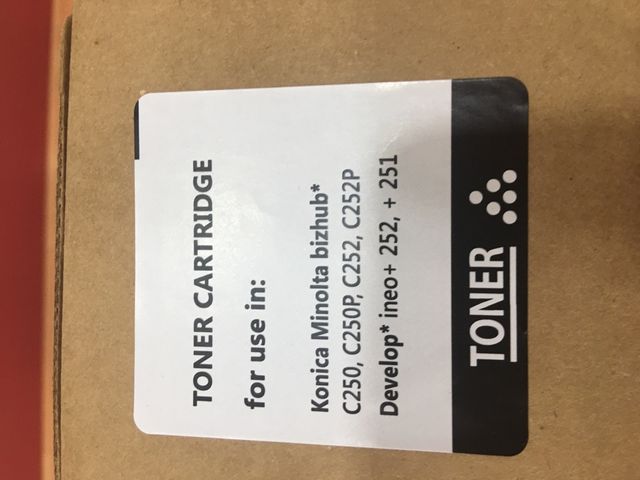 TONER CARTRIDGE
for use in:
Konica Minolta bizhub*
C250, C250P, C252, C252P
Develop* ineo+ 252, + 251
TONER